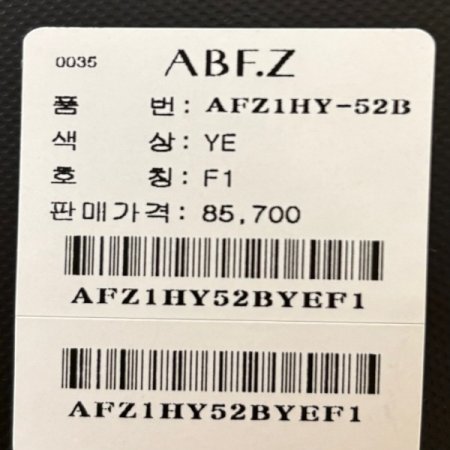 0035 ABF.Z
품 번: AFZ1HY-52B
색 상: YE
호 칭: F1
판매가격: 85,700
AFZ1HY52BYEF1
AFZ1HY52BYEF1